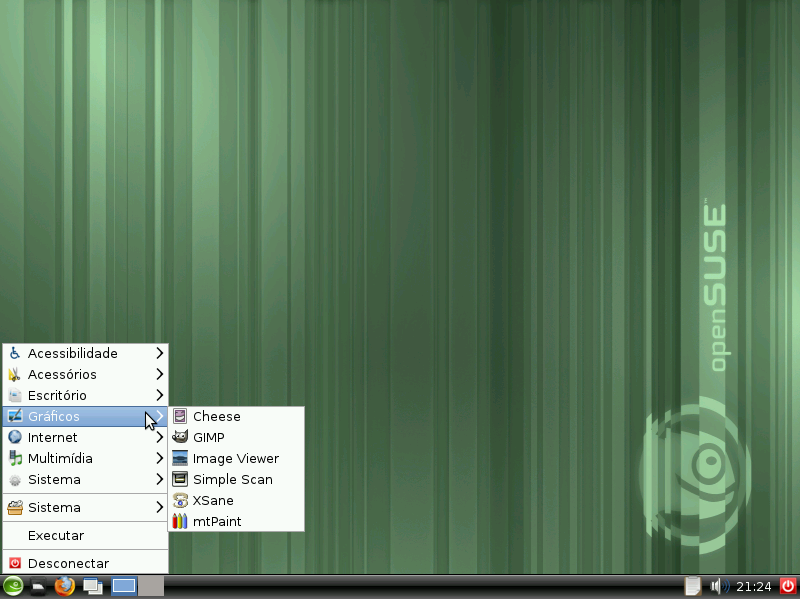 openSUSE™
Acessibilidade
Acessórios
Escritório
Gráficos
Internet
Multimídia
Sistema
Sistema
Executar
Desconectar
Cheese
GIMP
Image Viewer
Simple Scan
XSane
mtPaint
21:24